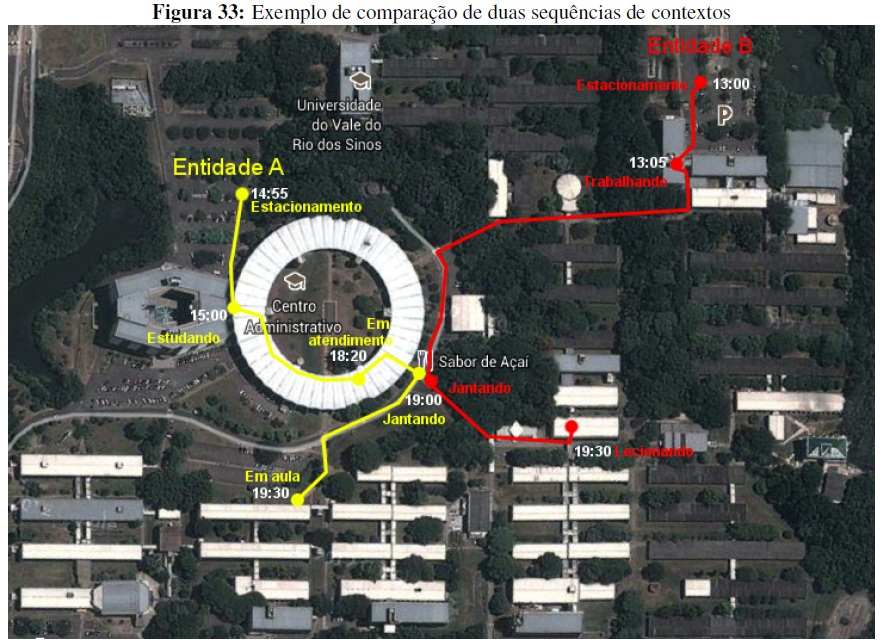 Figura 33: Exemplo de comparação de duas sequências de contextos
Entidade B
Estacionamento
13:00
P
Universidade
do Vale do
Rio dos Sinos
13:05
Trabalhando
Entidade A
14:55
Estacionamento
15:00
Estudando
Centro
Administrativo
Em
atendimento
18:20
Sabor de Açaí
19:00
Jantando
Jantando
19:30 Lecionando
Em aula
19:30